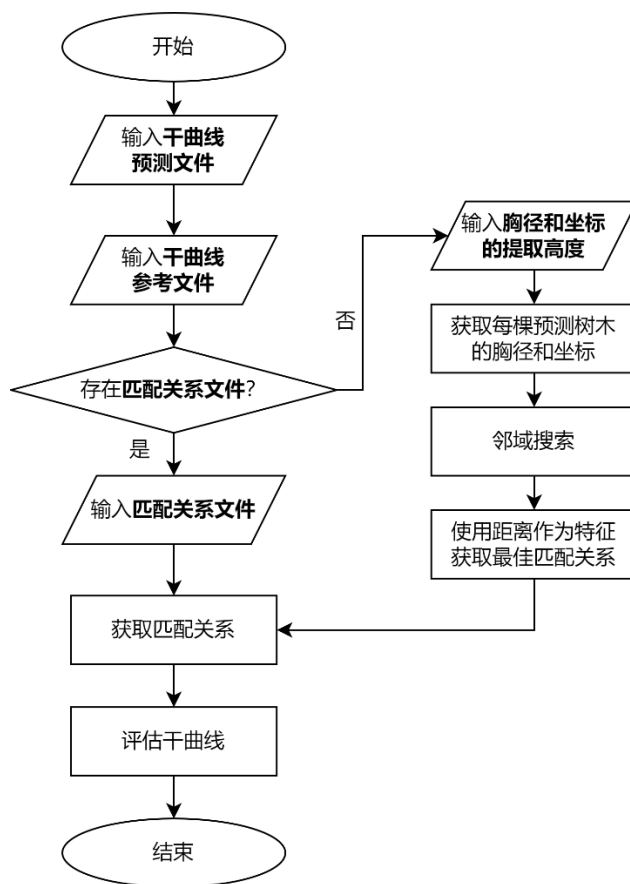 开始
输入干曲线
预测文件
输入干曲线
参考文件
存在匹配关系文件?
是
否
输入匹配关系文件
输入胸径和坐标
的提取高度
获取每棵预测树木
的胸径和坐标
邻域搜索
使用距离作为特征
获取最佳匹配关系
获取匹配关系
评估干曲线
结束